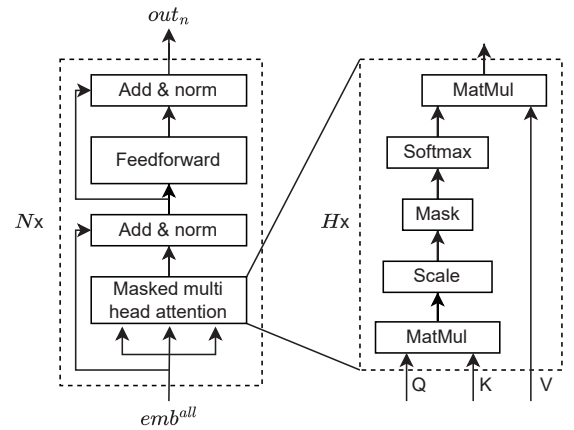 out_n
Add & norm
Feedforward
Nx
Add & norm
Masked multi
head attention
emb^all
MatMul
Softmax
Hx
Mask
Scale
MatMul
Q
K
V